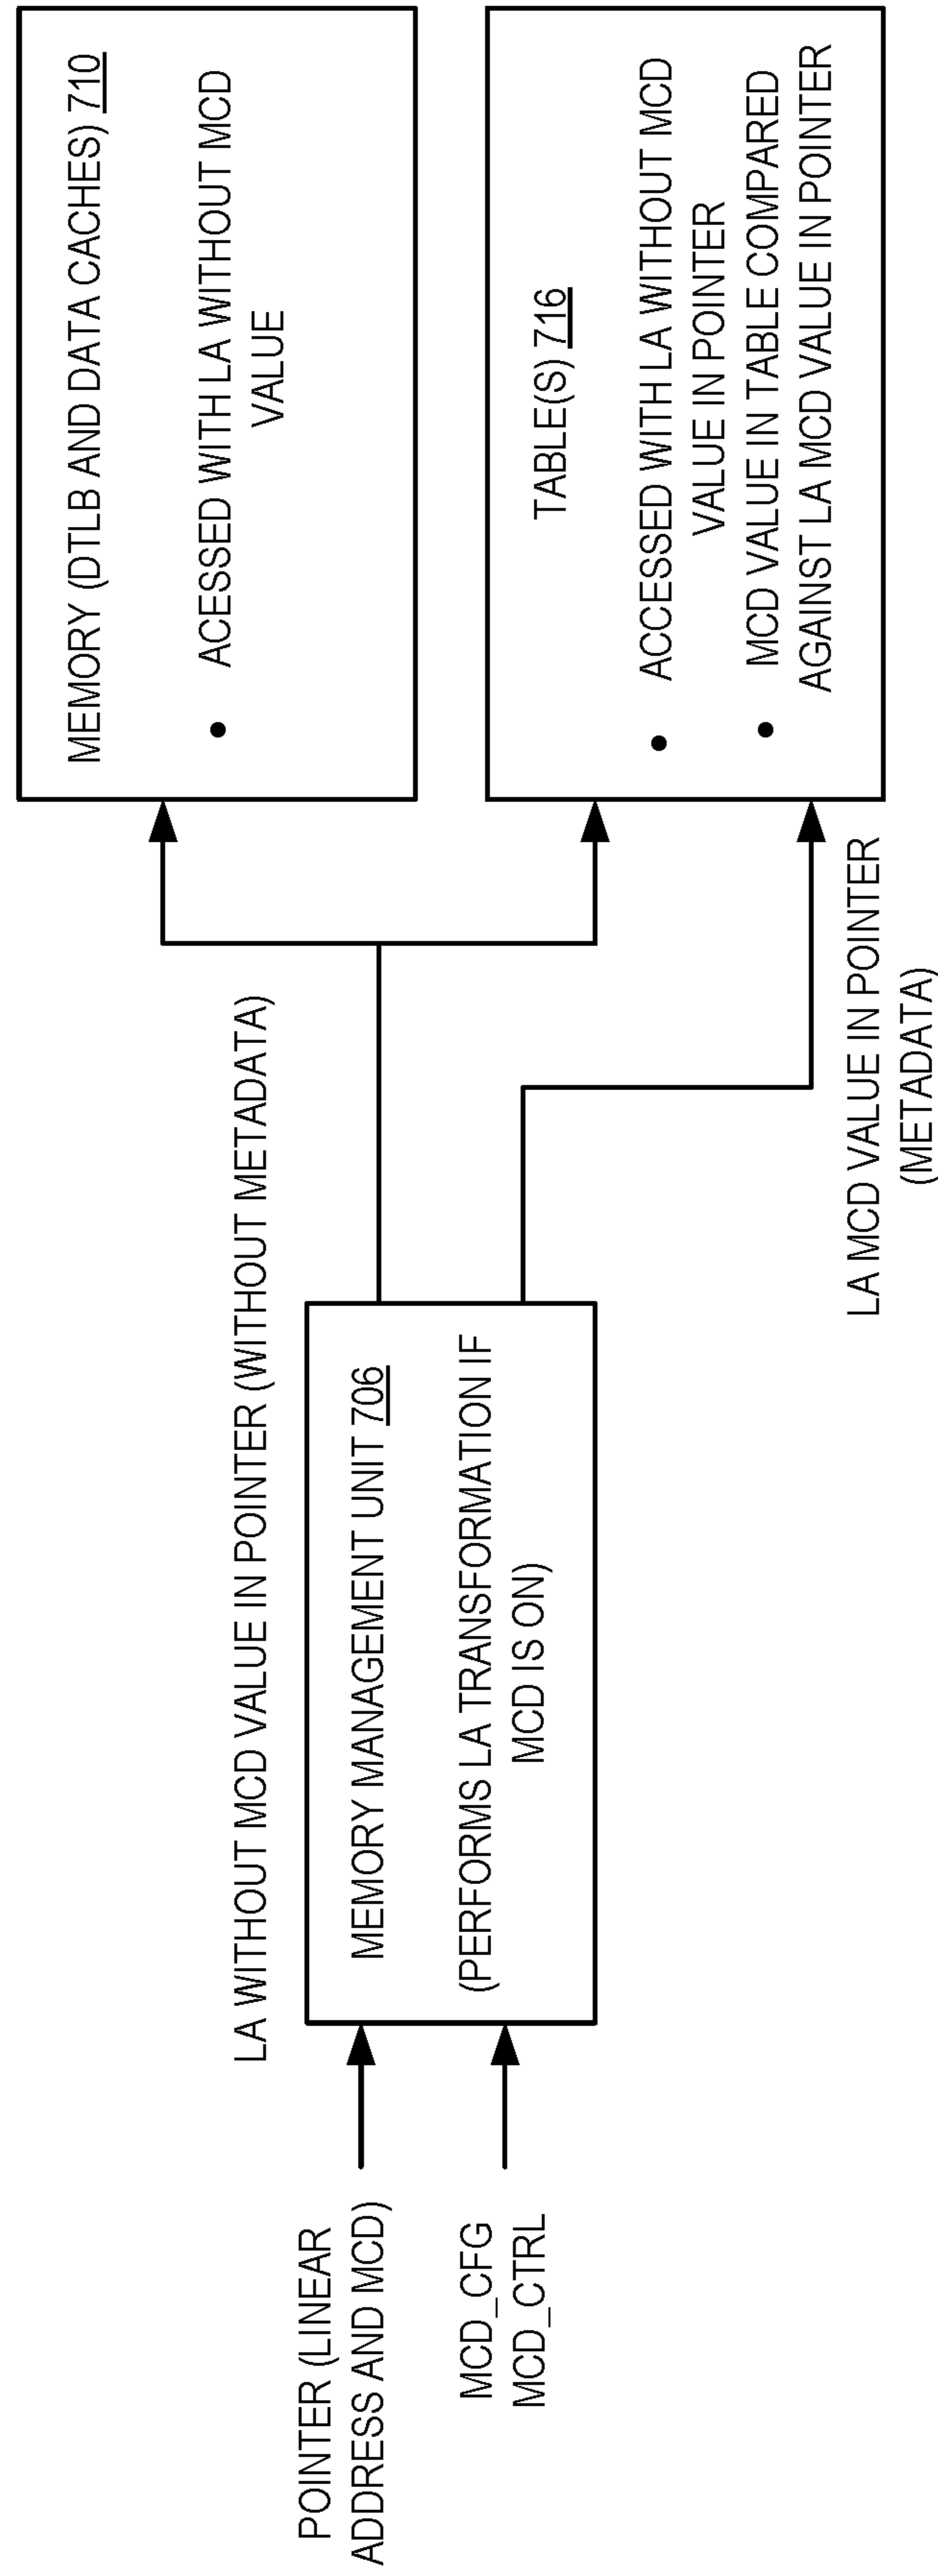 POINTER (LINEAR
ADDRESS AND MCD)
MCD_CFG
MCD_CTRL
LA WITHOUT MCD VALUE IN POINTER (WITHOUT METADATA)
MEMORY MANAGEMENT UNIT 706
(PERFORMS LA TRANSFORMATION IF
MCD IS ON)
LA MCD VALUE IN POINTER
(METADATA)
MEMORY (DTLB AND DATA CACHES) 710
• ACESSED WITH LA WITHOUT MCD
VALUE
TABLE(S) 716
• ACCESSED WITH LA WITHOUT MCD
VALUE IN POINTER
• MCD VALUE IN TABLE COMPARED
AGAINST LA MCD VALUE IN POINTER